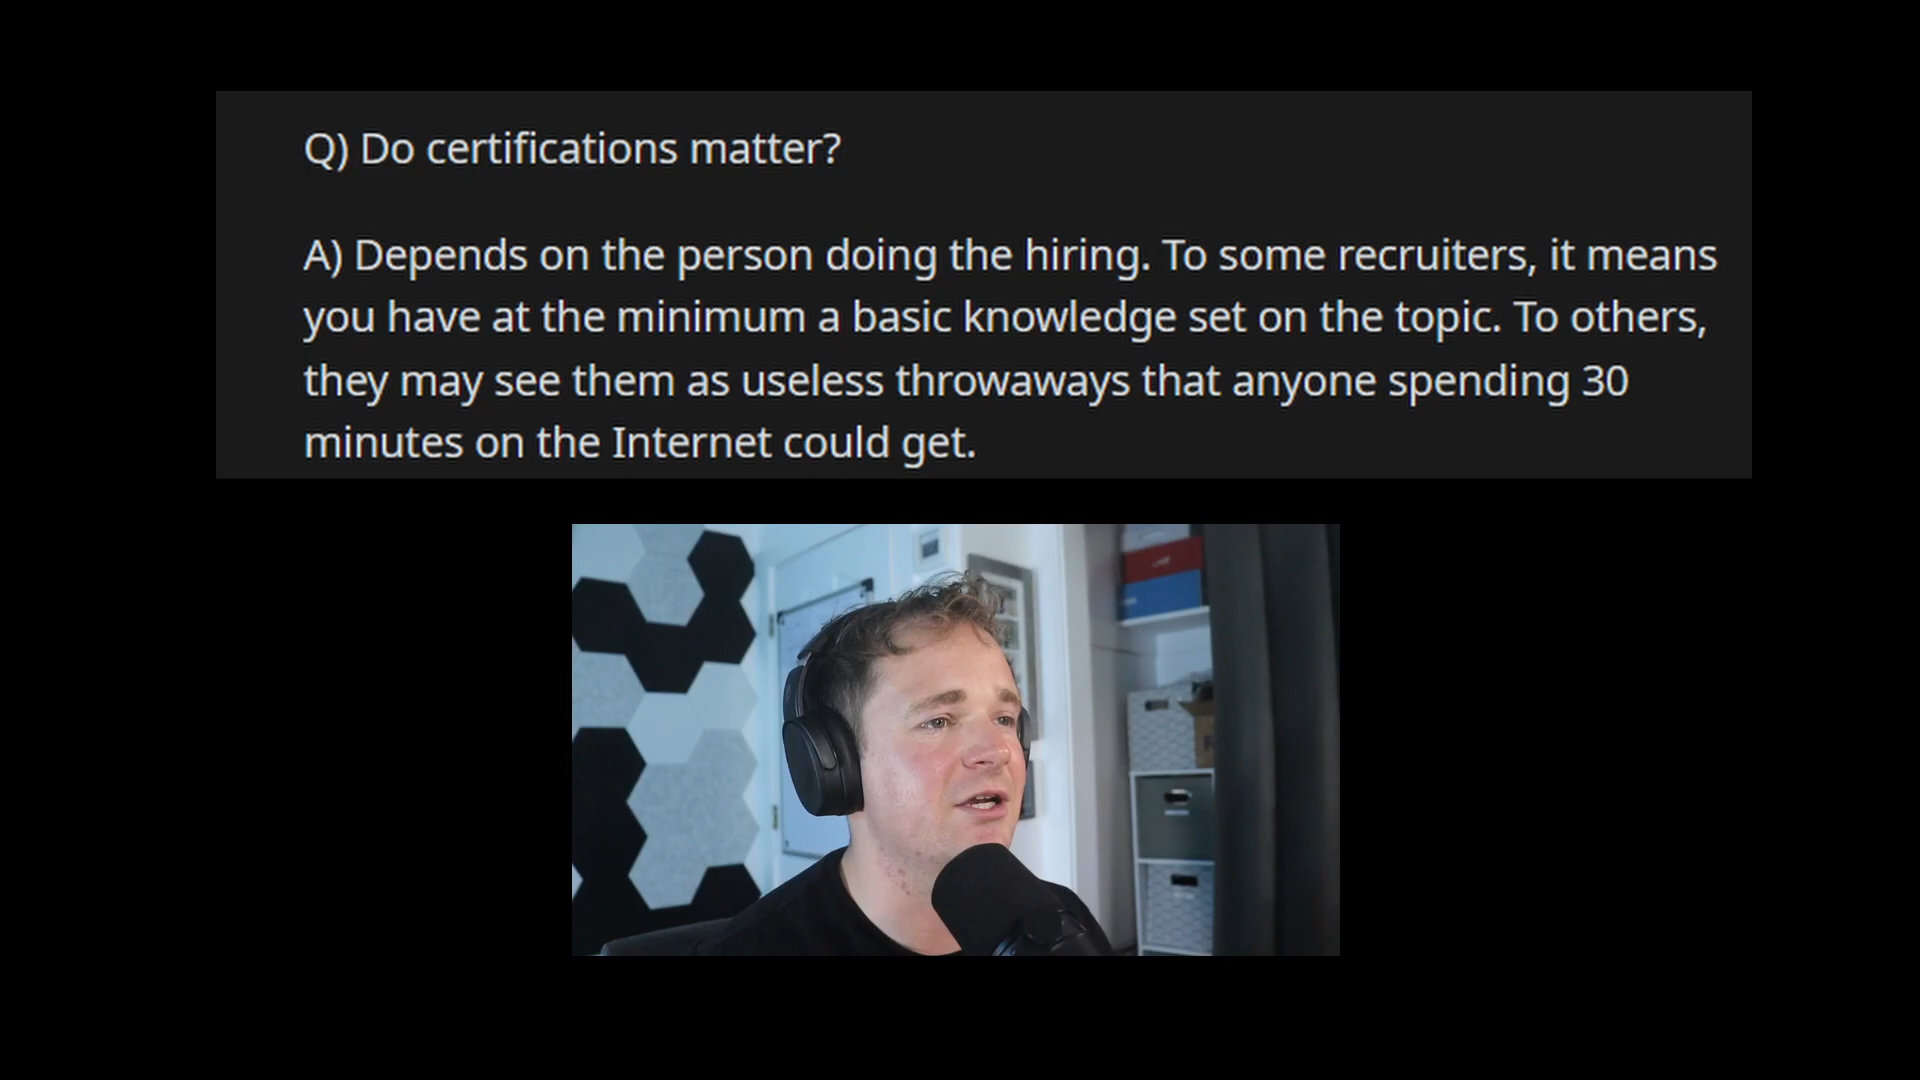 Q) Do certifications matter?
A) Depends on the person doing the hiring. To some recruiters, it means
you have at the minimum a basic knowledge set on the topic. To others,
they may see them as useless throwaways that anyone spending 30
minutes on the Internet could get.